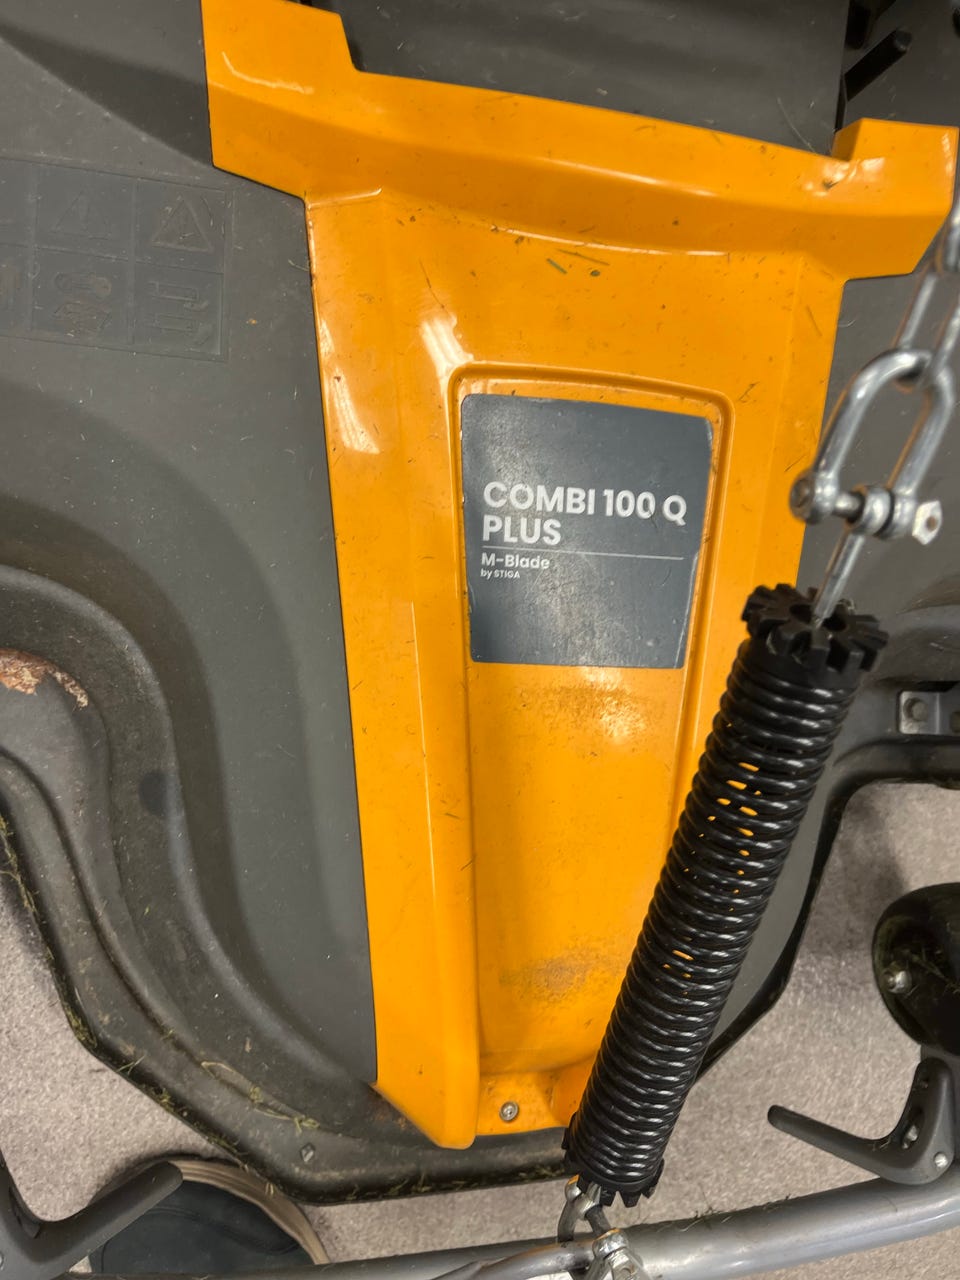 COMBI 100 Q
PLUS
M-Blade
by STIGA